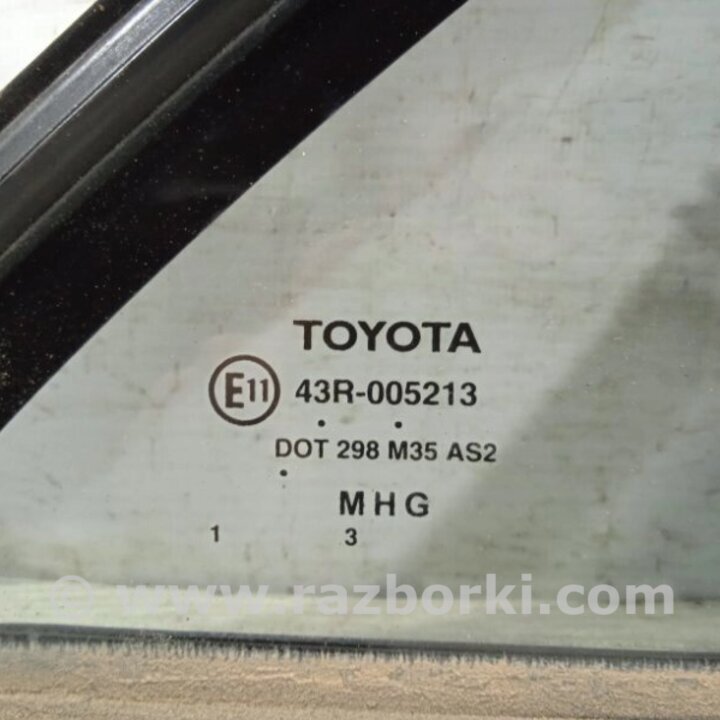 TOYOTA
E11 43R-005213
DOT 298 M35 AS2
MHG
1 3
© www.razborki.com